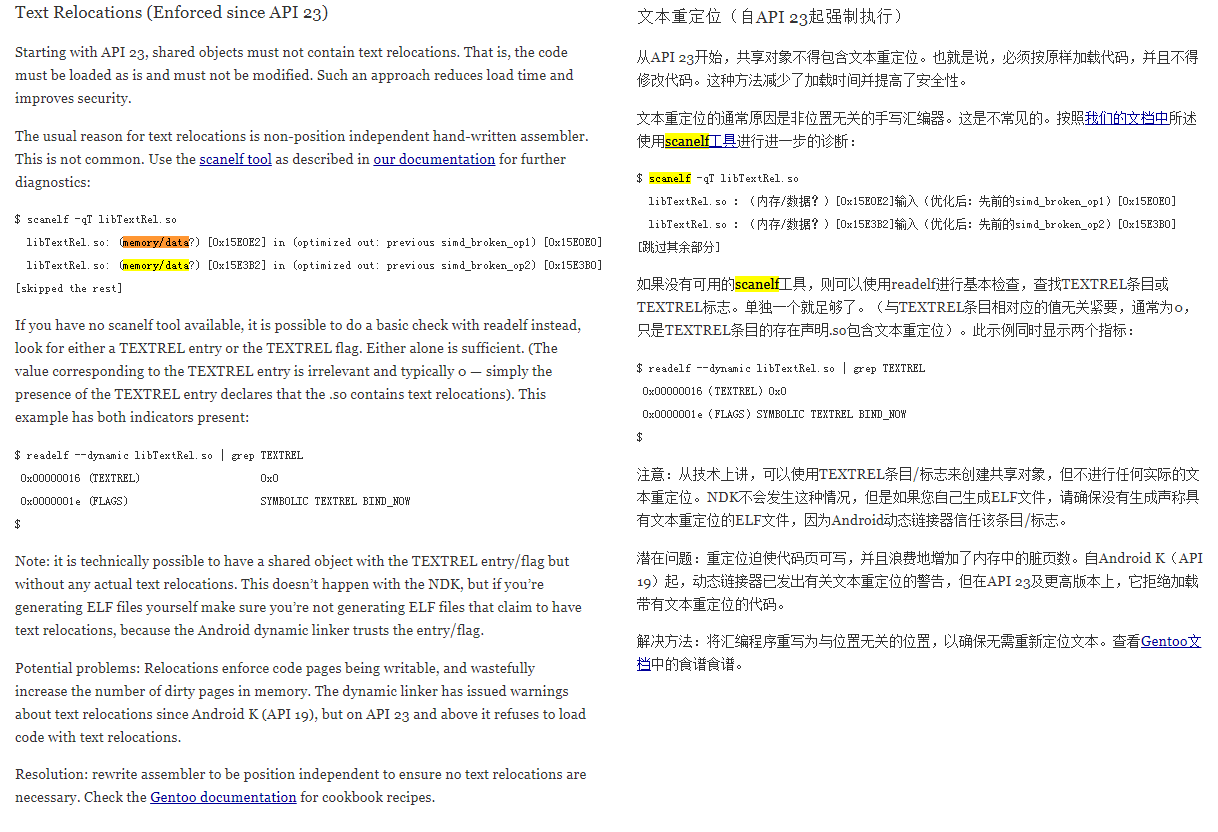 Text Relocations (Enforced since API 23)
Starting with API 23, shared objects must not contain text relocations. That is, the code
must be loaded as is and must not be modified. Such an approach reduces load time and
improves security.
The usual reason for text relocations is non-position independent hand-written assembler.
This is not common. Use the scanelf tool as described in our documentation for further
diagnostics:
$ scanelf -qT libTextRel.so
libTextRel.so: (memory/data?) [0x15E0E2] in (optimized out: previous simd_broken_op1) [0x15E0E0]
libTextRel.so: (memory/data?) [0x15E3B2] in (optimized out: previous simd_broken_op2) [0x15E3B0]
[skipped the rest]
If you have no scanelf tool available, it is possible to do a basic check with readelf instead,
look for either a TEXTREL entry or the TEXTREL flag. Either alone is sufficient. (The
value corresponding to the TEXTREL entry is irrelevant and typically 0 — simply the
presence of the TEXTREL entry declares that the .so contains text relocations). This
example has both indicators present:
$ readelf --dynamic libTextRel.so | grep TEXTREL
0x00000016 (TEXTREL) 0x0
0x0000001e (FLAGS) SYMBOLIC TEXTREL BIND_NOW
$
Note: it is technically possible to have a shared object with the TEXTREL entry/flag but
without any actual text relocations. This doesn’t happen with the NDK, but if you’re
generating ELF files yourself make sure you’re not generating ELF files that claim to have
text relocations, because the Android dynamic linker trusts the entry/flag.
Potential problems: Relocations enforce code pages being writable, and wastefully
increase the number of dirty pages in memory. The dynamic linker has issued warnings
about text relocations since Android K (API 19), but on API 23 and above it refuses to load
code with text relocations.
Resolution: rewrite assembler to be position independent to ensure no text relocations are
necessary. Check the Gentoo documentation for cookbook recipes.
文本重定位（自API 23起强制执行）
从API 23开始，共享对象不得包含文本重定位。也就是说，必须按原样加载代码，并且不得
修改代码。这种方法减少了加载时间并提高了安全性。
文本重定位的通常原因是非位置无关的手写汇编器。这是不常见的。按照我们的文档中所述
使用scanelf工具进行进一步的诊断：
$ scanelf -qT libTextRel.so
libTextRel.so ：（内存/数据？）[0x15E0E2]输入（优化后：先前的simd_broken_op1）[0x15E0E0]
libTextRel.so ：（内存/数据？）[0x15E3B2]输入（优化后：先前的simd_broken_op2）[0x15E3B0]
[跳过其余部分]
如果没有可用的scanelf工具，则可以使用readelf进行基本检查，查找TEXTREL条目或
TEXTREL标志。单独一个就足够了。（与TEXTREL条目相对应的值无关紧要，通常为0，
只是TEXTREL条目的存在声明.so包含文本重定位）。此示例同时显示两个指标：
$ readelf --dynamic libTextRel.so | grep TEXTREL
0x00000016（TEXTREL）0x0
0x0000001e（FLAGS）SYMBOLIC TEXTREL BIND_NOW
$
注意：从技术上讲，可以使用TEXTREL条目/标志来创建共享对象，但不进行任何实际的文
本重定位。NDK不会发生这种情况，但是如果您自己生成ELF文件，请确保没有生成声称具
有文本重定位的ELF文件，因为Android动态链接器信任该条目/标志。
潜在问题：重定位迫使代码页可写，并且浪费地增加了内存中的脏页数。自Android K（API
19）起，动态链接器已发出有关文本重定位的警告，但在API 23及更高版本上，它拒绝加载
带有文本重定位的代码。
解决方法：将汇编程序重写为与位置无关的位置，以确保无需重新定位文本。查看Gentoo文
档中的食谱食谱。